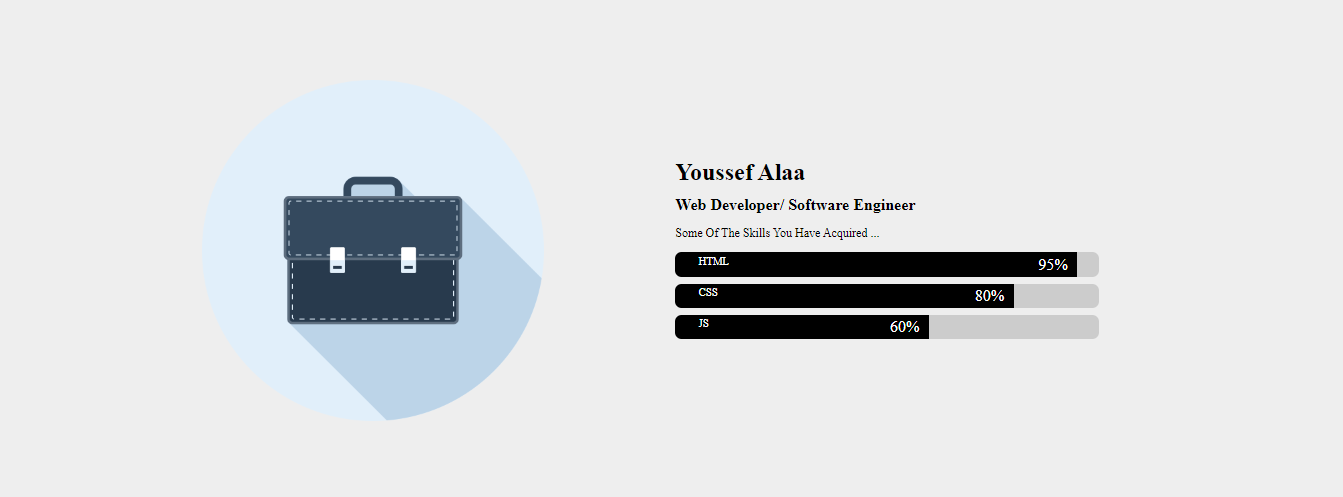 Youssef Alaa
Web Developer/ Software Engineer
Some Of The Skills You Have Acquired ...
HTML 95%
CSS 80%
JS 60%